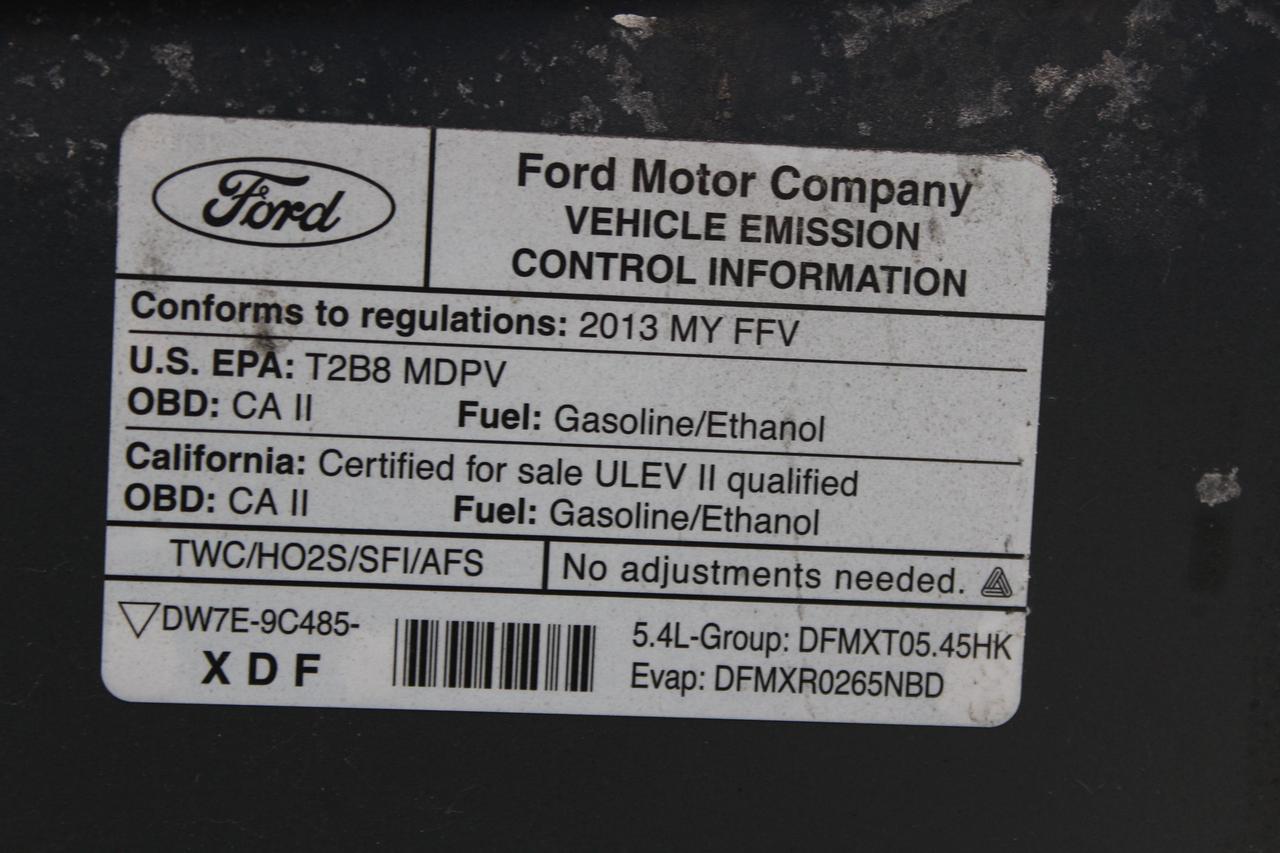 Ford
Ford Motor Company
VEHICLE EMISSION
CONTROL INFORMATION
Conforms to regulations: 2013 MY FFV
U.S. EPA: T2B8 MDPV
OBD: CA II Fuel: Gasoline/Ethanol
California: Certified for sale ULEV II qualified
OBD: CA II Fuel: Gasoline/Ethanol
TWC/HO2S/SFI/AFS
No adjustments needed.
DW7E-9C485-
XDF
5.4L-Group: DFMXT05.45HK
Evap: DFMXR0265NBD